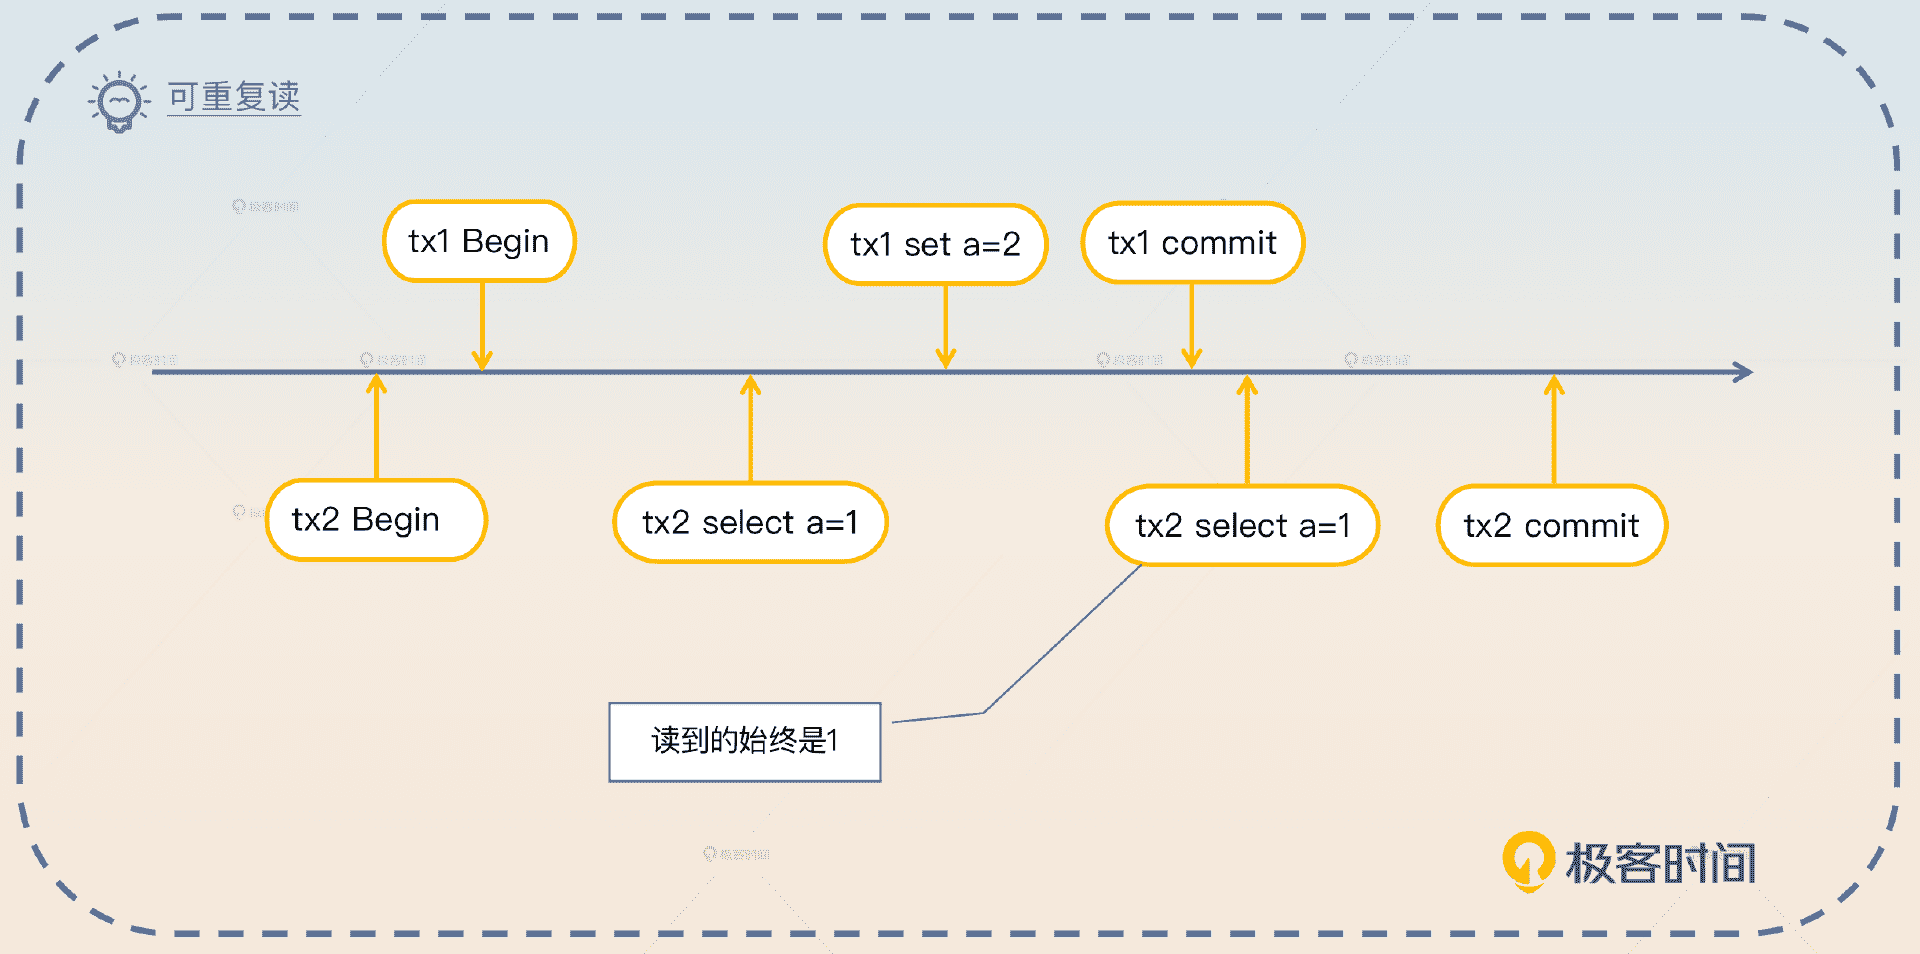 可重复读
tx1 Begin
tx1 set a=2
tx1 commit
tx2 Begin
tx2 select a=1
tx2 select a=1
tx2 commit
读到的始终是1
极客时间